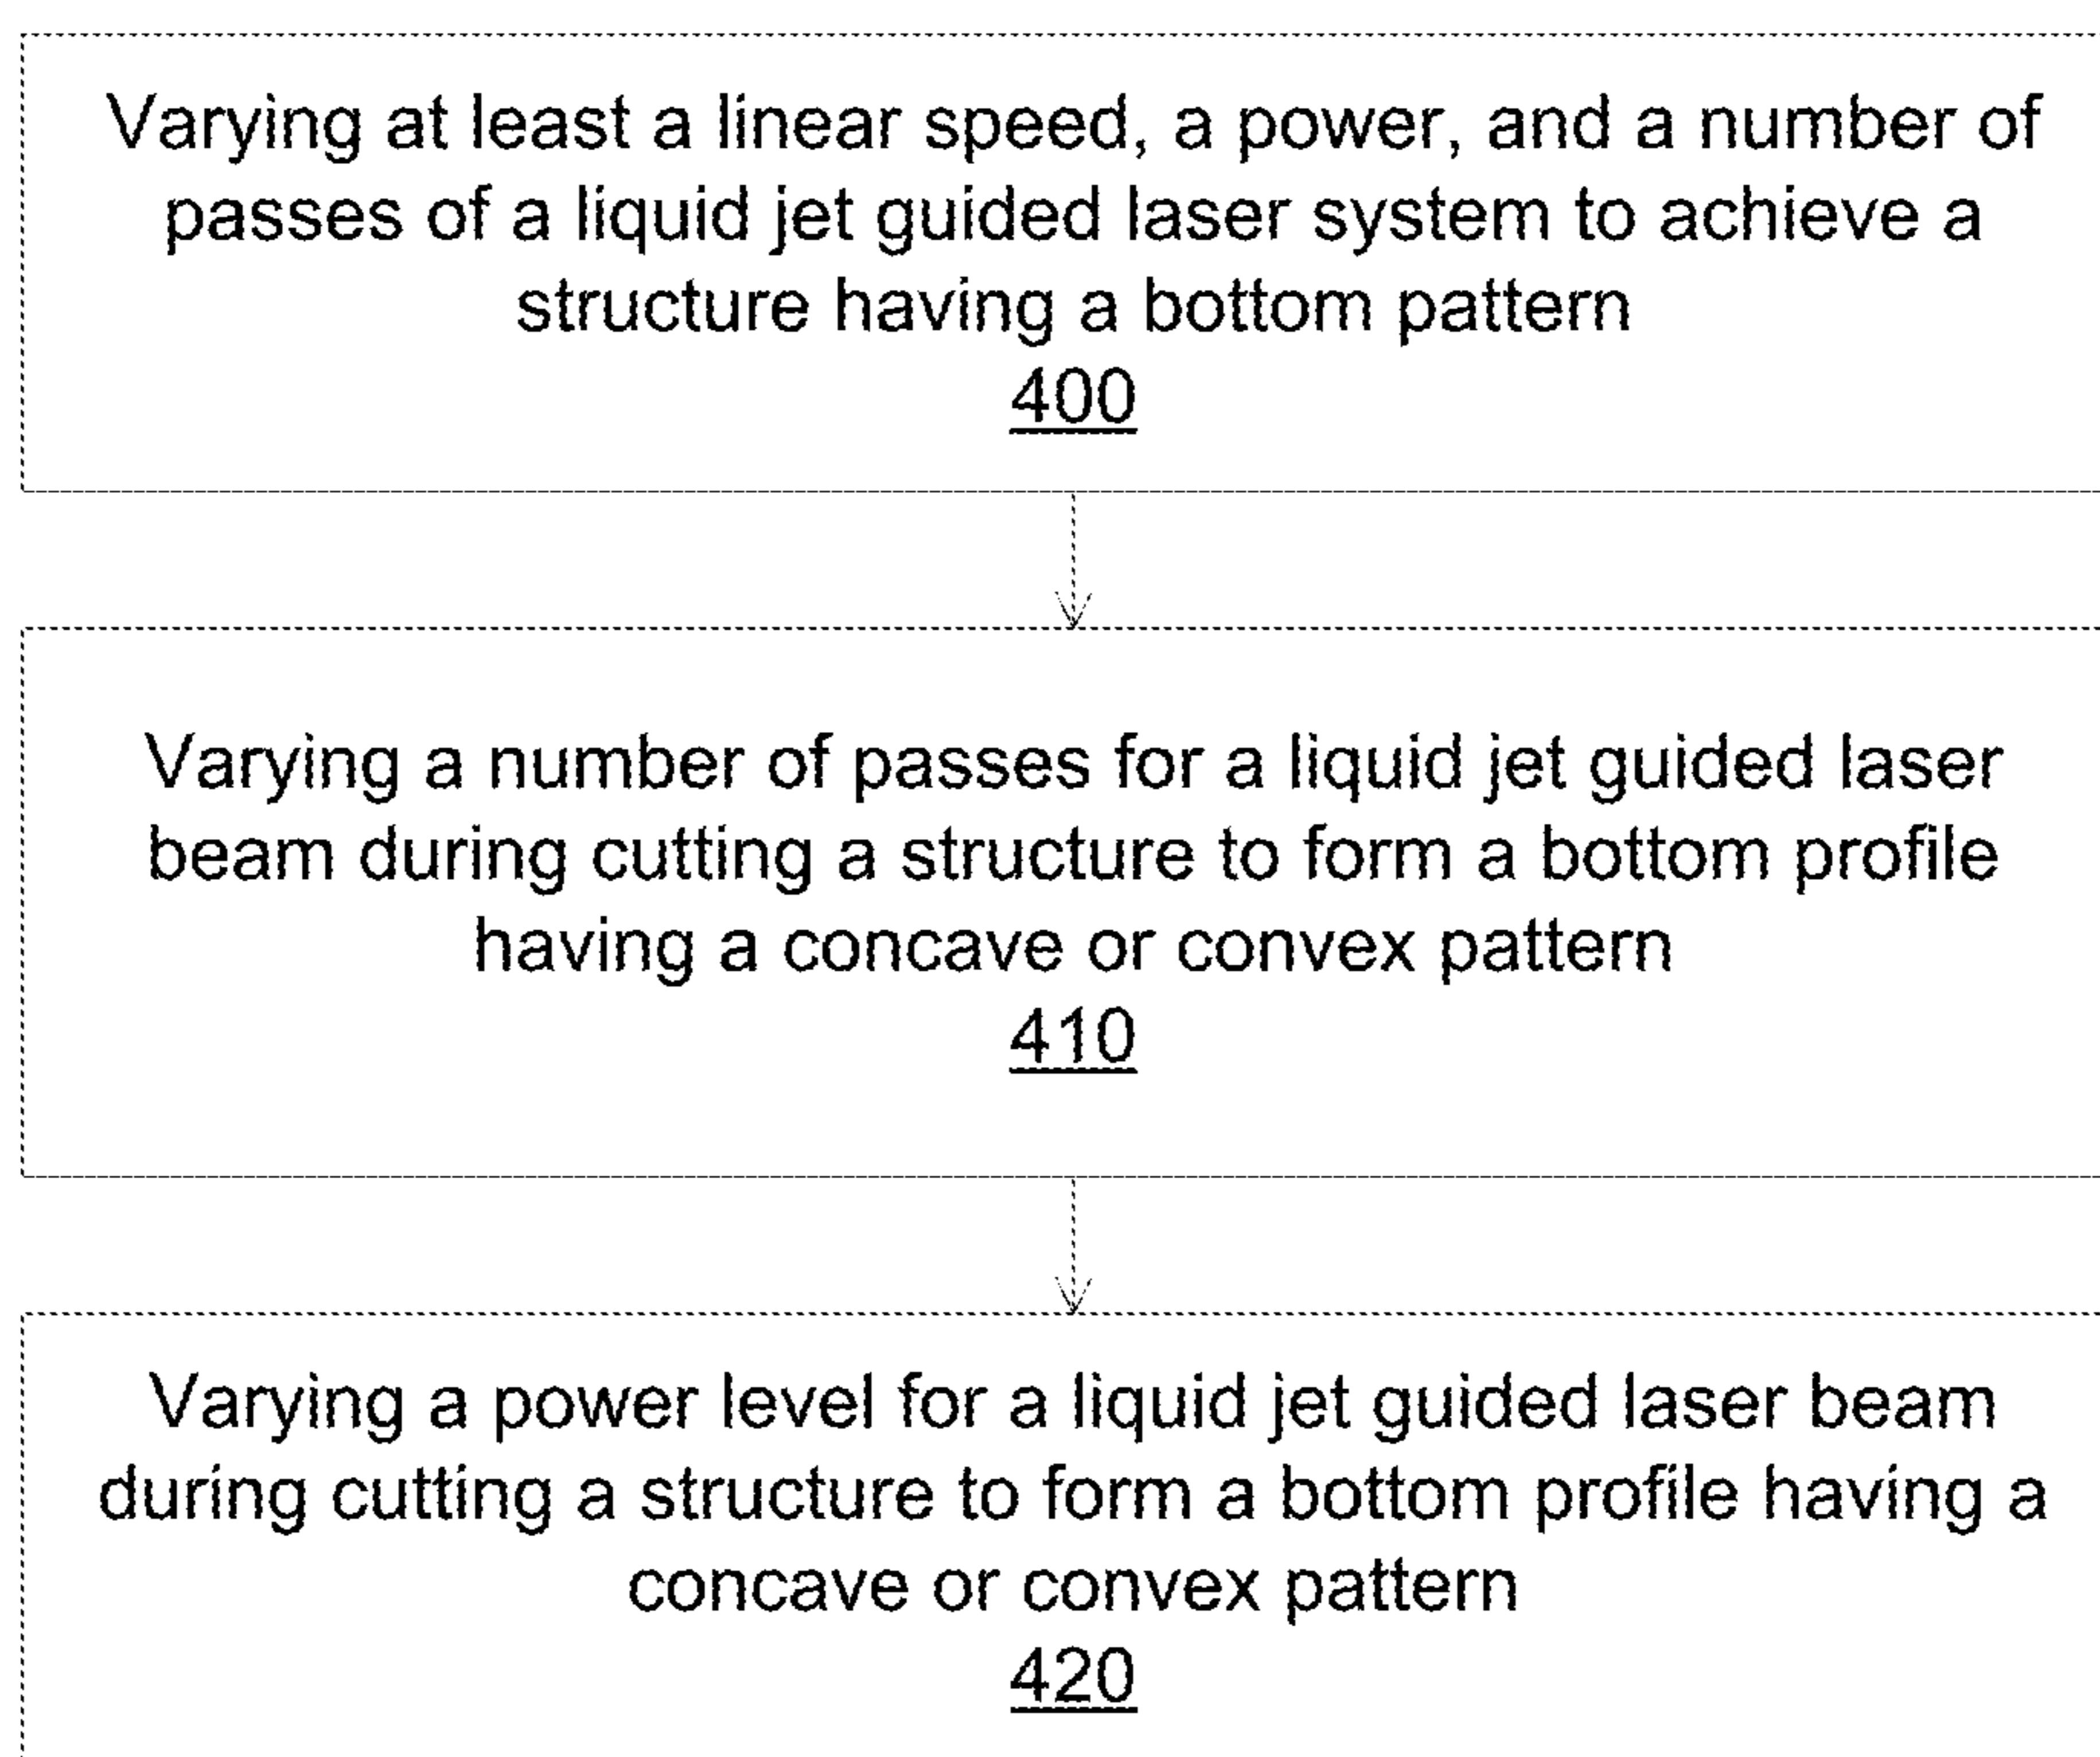 Varying at least a linear speed, a power, and a number of
passes of a liquid jet guided laser system to achieve a
structure having a bottom pattern
400
Varying a number of passes for a liquid jet guided laser
beam during cutting a structure to form a bottom profile
having a concave or convex pattern
410
Varying a power level for a liquid jet guided laser beam
during cutting a structure to form a bottom profile having a
concave or convex pattern
420